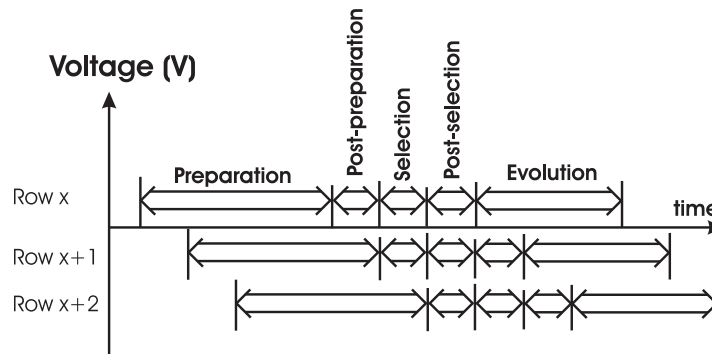 Voltage (V)
Post-preparation
Selection
Post-selection
Preparation
Evolution
Row x
time
Row x+1
Row x+2